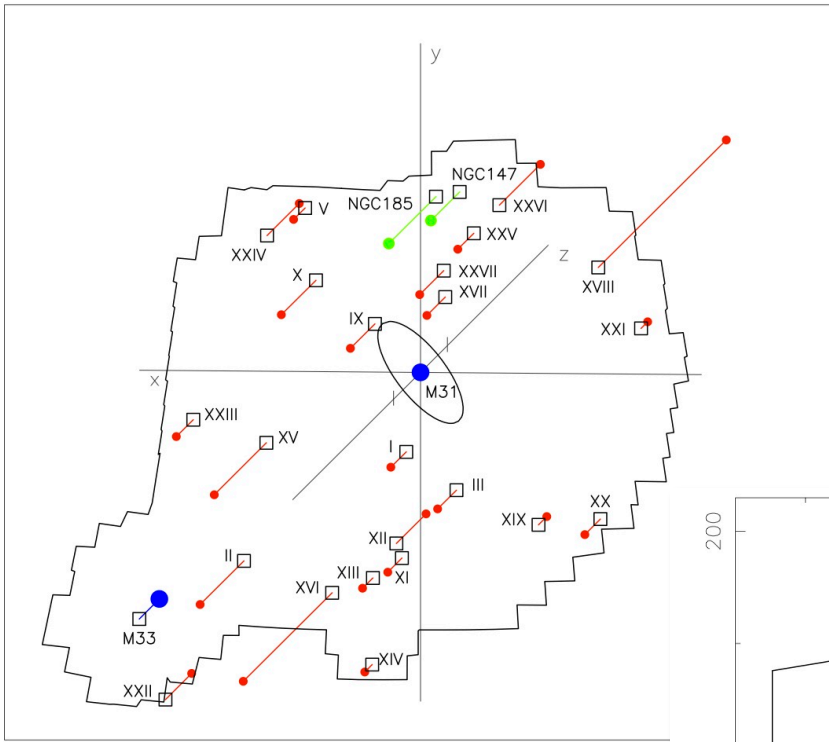 y
NGC147
NGC185
V
XXVI
XXIV
XXV
z
X
XXVII
XVIII
XVII
IX
XXI
x
M31
XXIII
XV
I
III
XIX
XX
XII
II
XIII
XI
XVI
M33
XIV
XXII
200